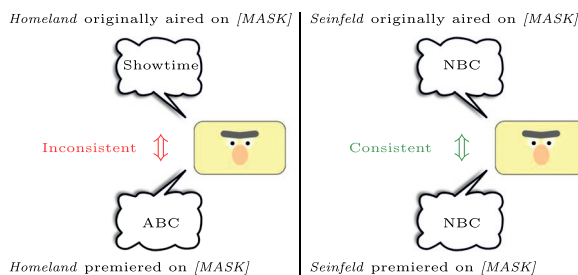 Homeland originally aired on [MASK]
Showtime
Inconsistent
ABC
Homeland premiered on [MASK]
Seinfeld originally aired on [MASK]
NBC
Consistent
NBC
Seinfeld premiered on [MASK]